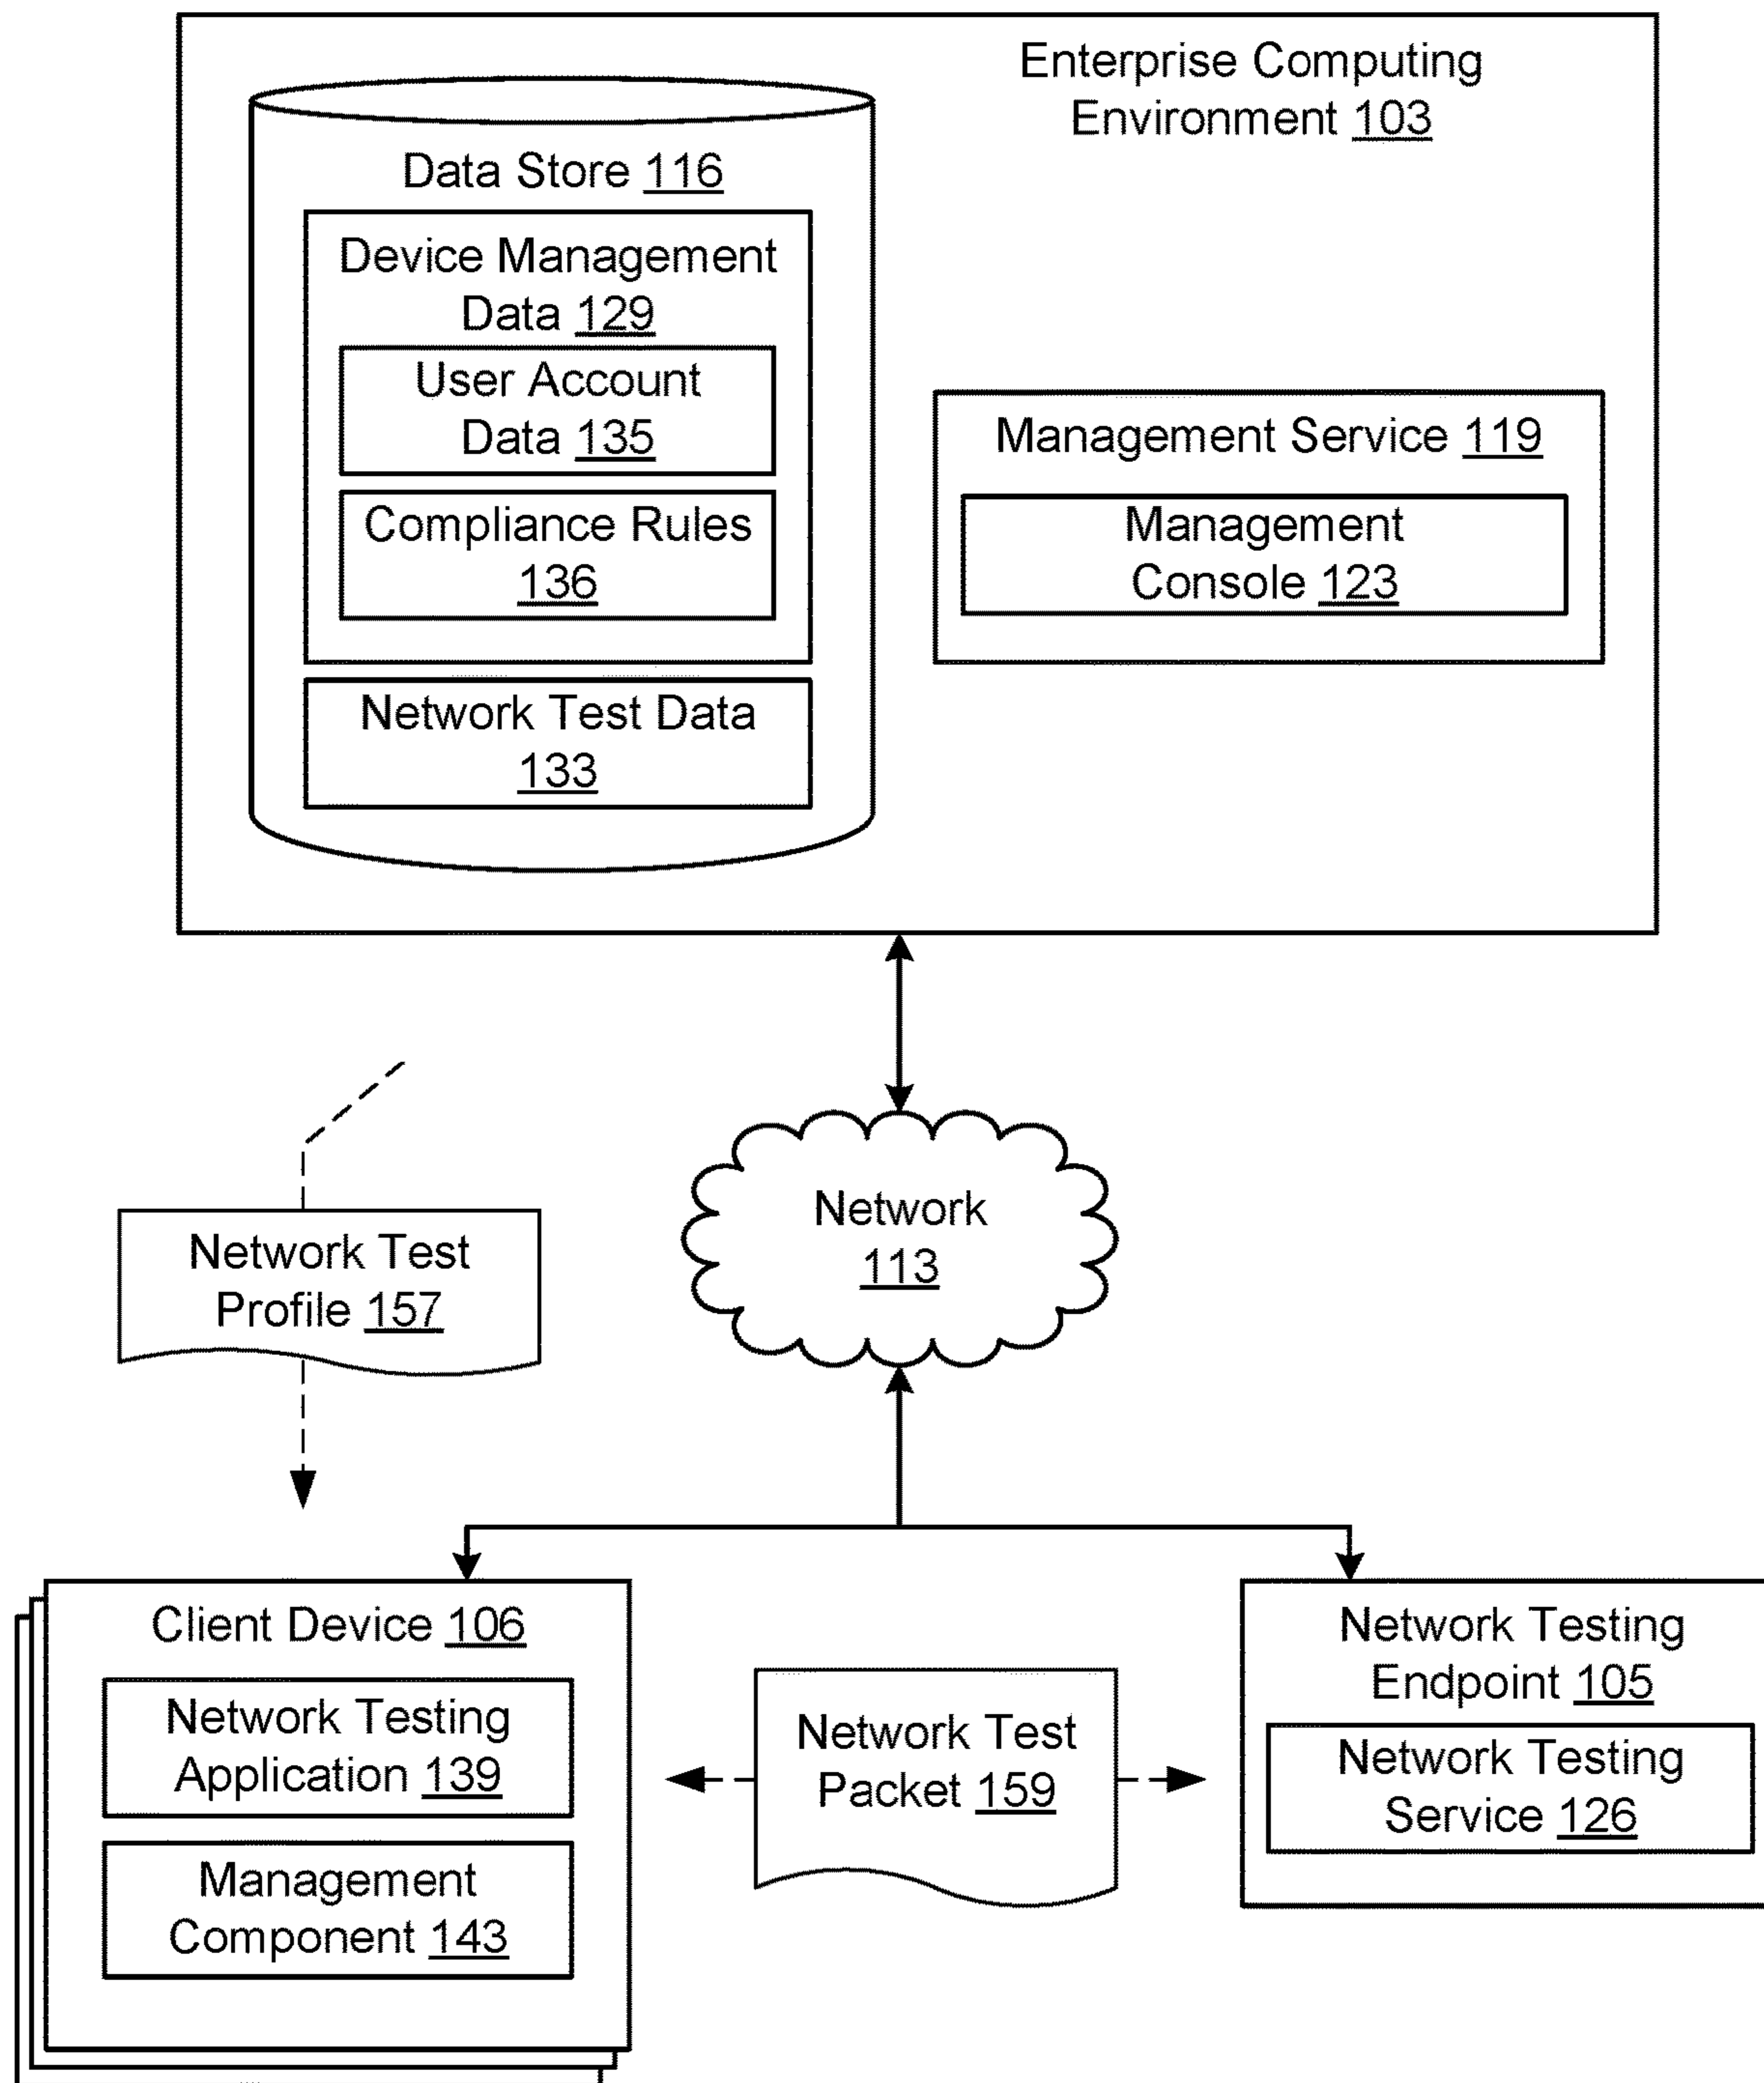 Enterprise Computing
Environment 103
Data Store 116
Device Management
Data 129
User Account
Data 135
Compliance Rules
136
Network Test Data
133
Management Service 119
Management
Console 123
Network
113
Network Test
Profile 157
Client Device 106
Network Testing
Application 139
Management
Component 143
Network Test
Packet 159
Network Testing
Endpoint 105
Network Testing
Service 126